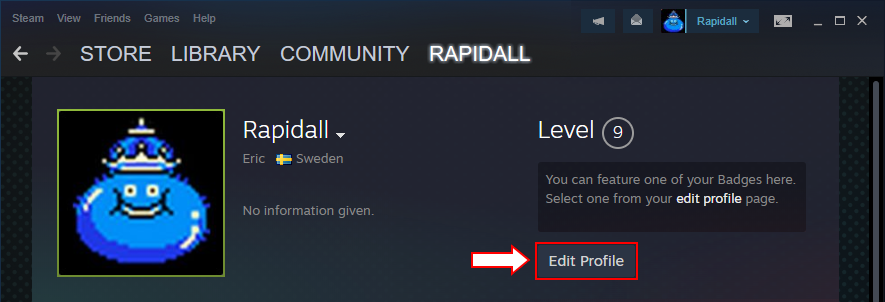 Steam View Friends Games Help
Rapidall
STORE LIBRARY COMMUNITY RAPIDALL
Rapidall
Eric Sweden
No information given.
Level 9
You can feature one of your Badges here.
Select one from your edit profile page.
Edit Profile